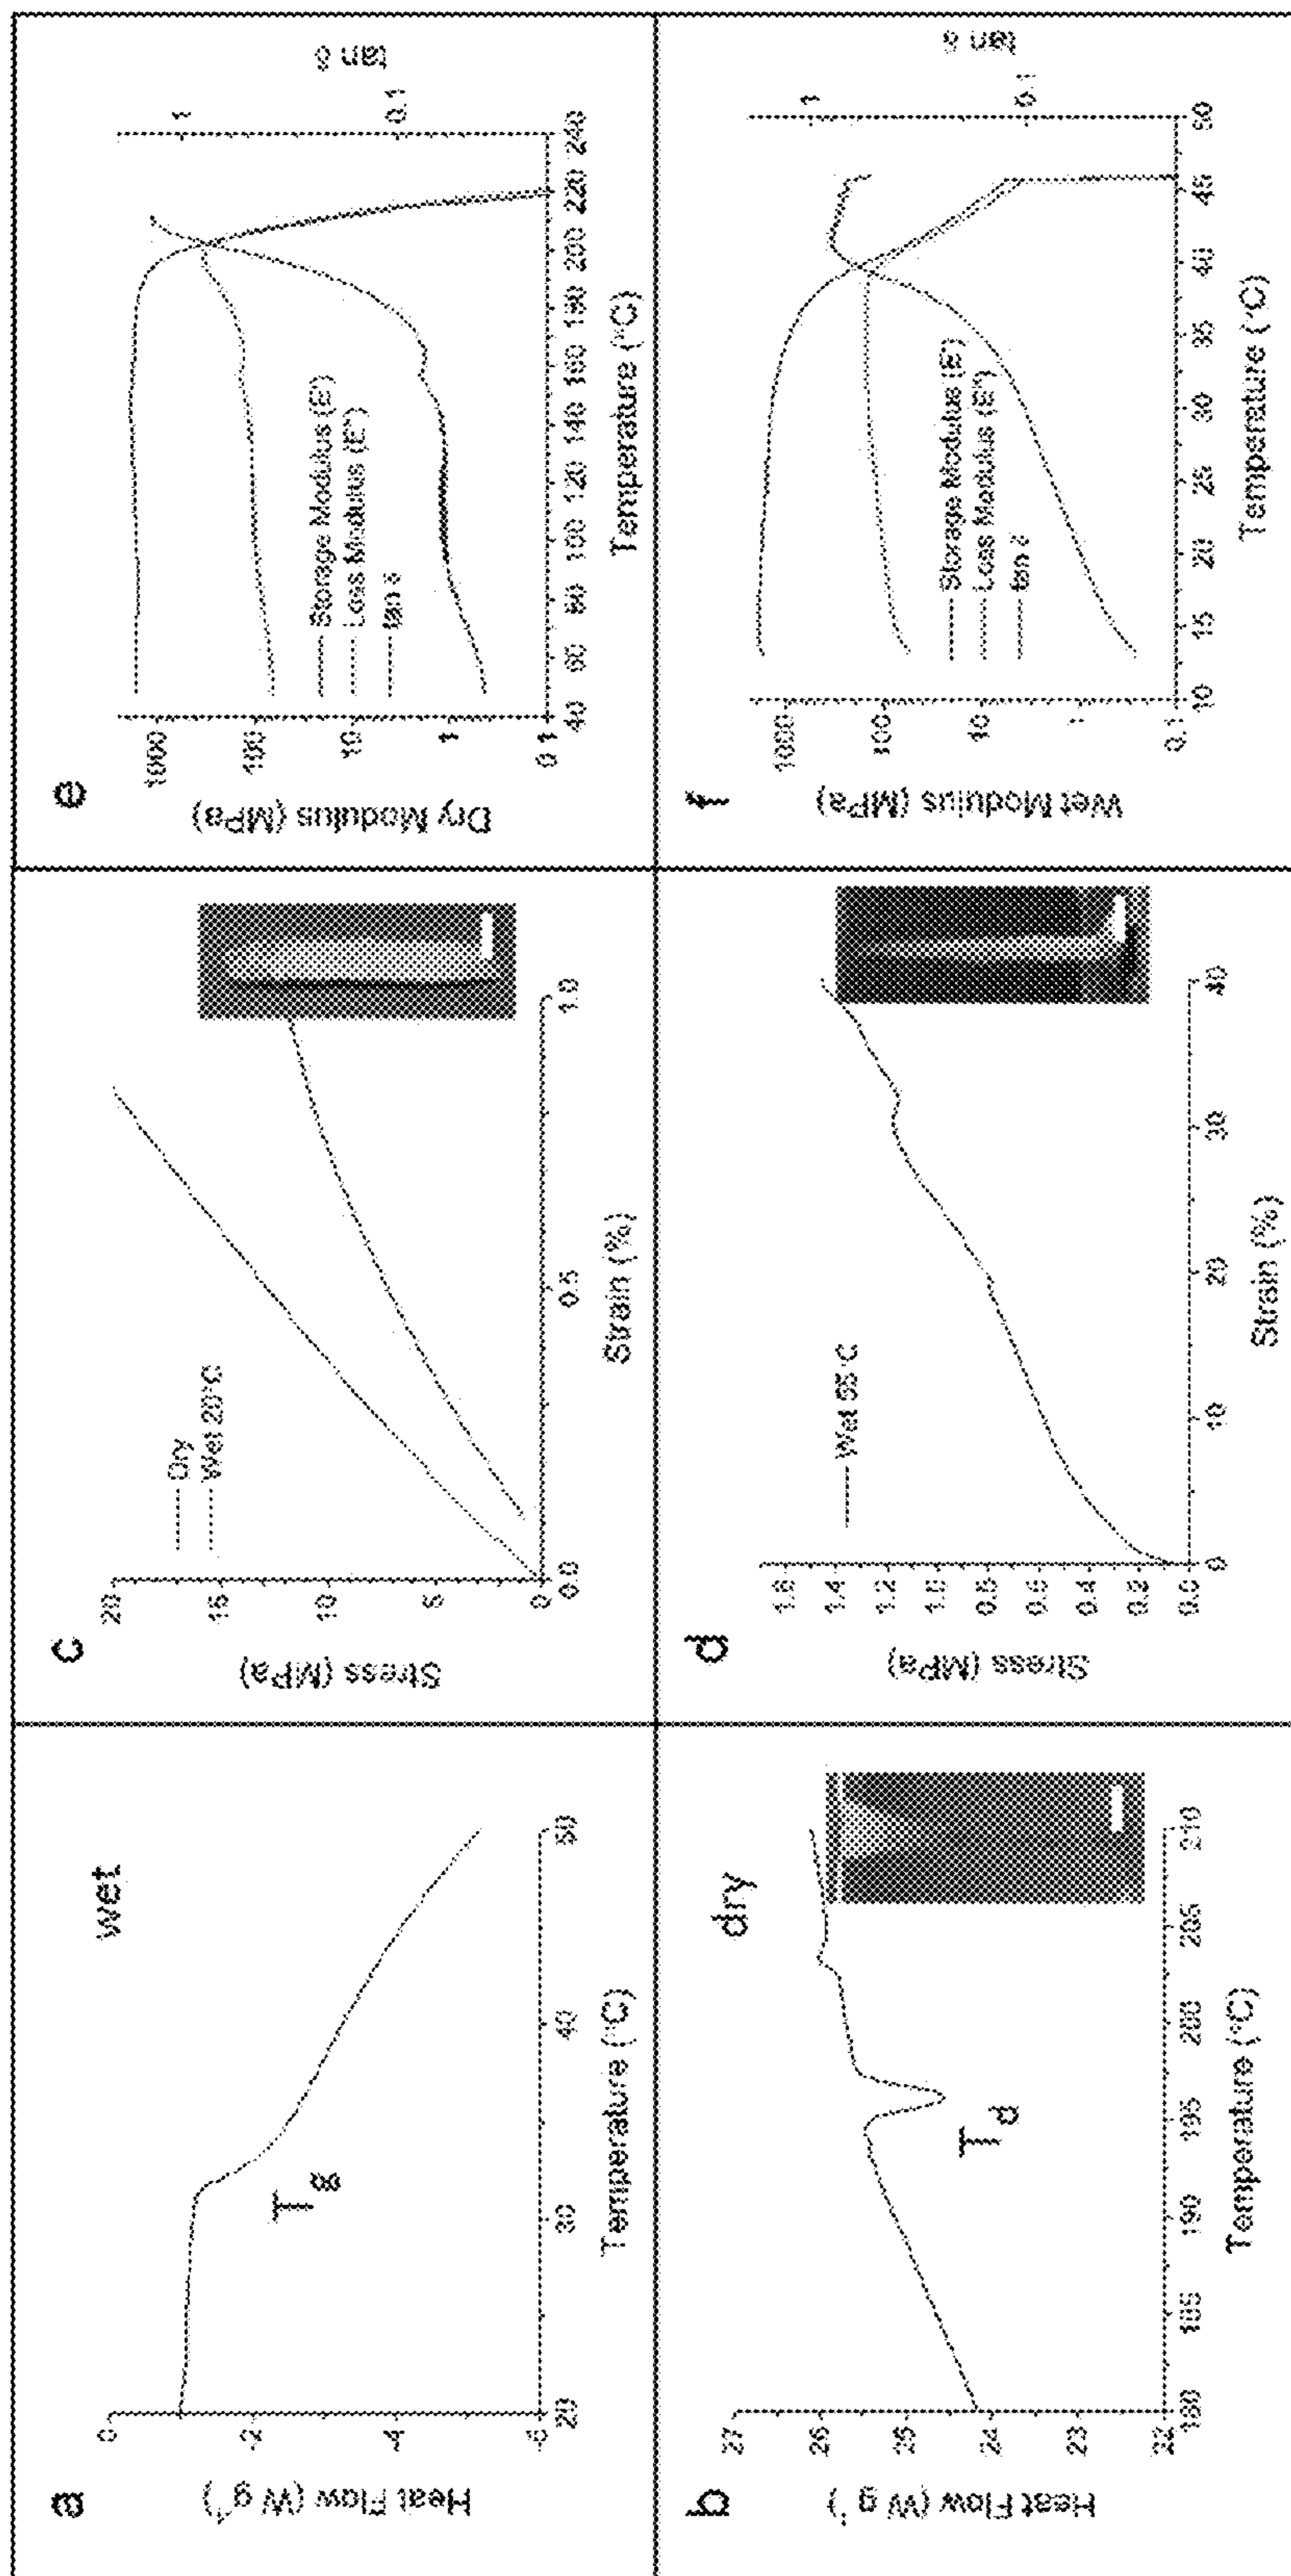 a
wet
Heat Flow (W g⁻¹)
0
-2
-4
-6
T g
20
30
40
50
Temperature (°C)
b
dry
Heat Flow (W g⁻¹)
27
26
25
24
23
22
T d
180
185
190
195
200
205
210
Temperature (°C)
c
Stress (MPa)
20
15
10
5
0
Dry
Wet 20°C
0.0
0.5
1.0
Strain (%)
d
Stress (MPa)
1.6
1.4
1.2
1.0
0.8
0.6
0.4
0.2
0.0
0
10
20
30
40
Strain (%)
e
Dry Modulus (MPa)
1000
100
10
1
0.1
Storage Modulus (E')
Loss Modulus (E'')
tan δ
40
60
80
100
120
140
160
180
200
220
240
Temperature (°C)
1
0.1
tan δ
f
Wet Modulus (MPa)
1000
100
10
1
0.1
Storage Modulus (E')
Loss Modulus (E'')
tan δ
10
15
20
25
30
35
40
45
50
Temperature (°C)
1
0.1
tan δ